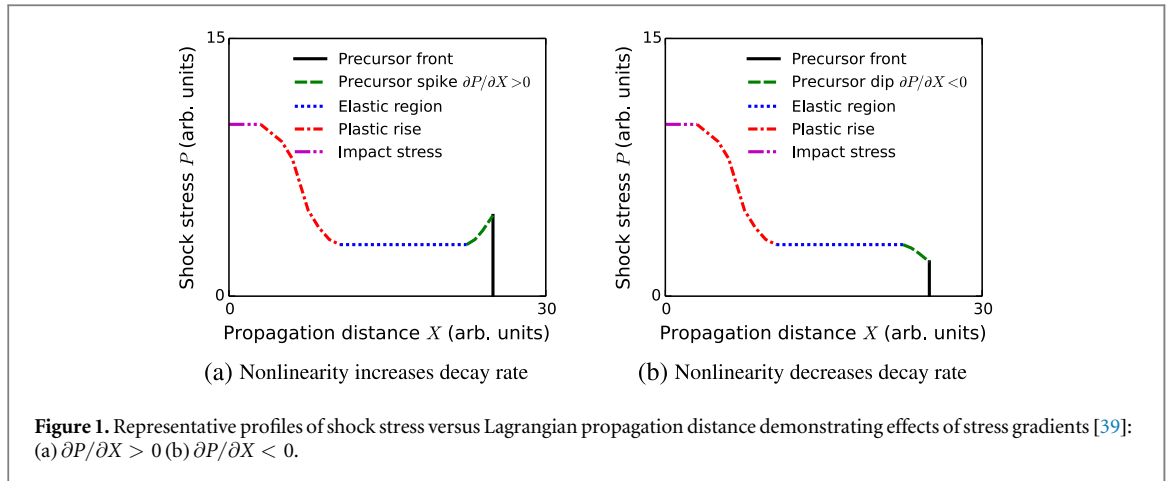 15
Shock stress P (arb. units)
0
Precursor front
Precursor spike ∂P/∂X>0
Elastic region
Plastic rise
Impact stress
0
30
Propagation distance X (arb. units)
(a) Nonlinearity increases decay rate
15
Shock stress P (arb. units)
0
Precursor front
Precursor dip ∂P/∂X<0
Elastic region
Plastic rise
Impact stress
0
30
Propagation distance X (arb. units)
(b) Nonlinearity decreases decay rate
Figure 1. Representative profiles of shock stress versus Lagrangian propagation distance demonstrating effects of stress gradients [39]:
(a) ∂P/∂X > 0 (b) ∂P/∂X < 0.